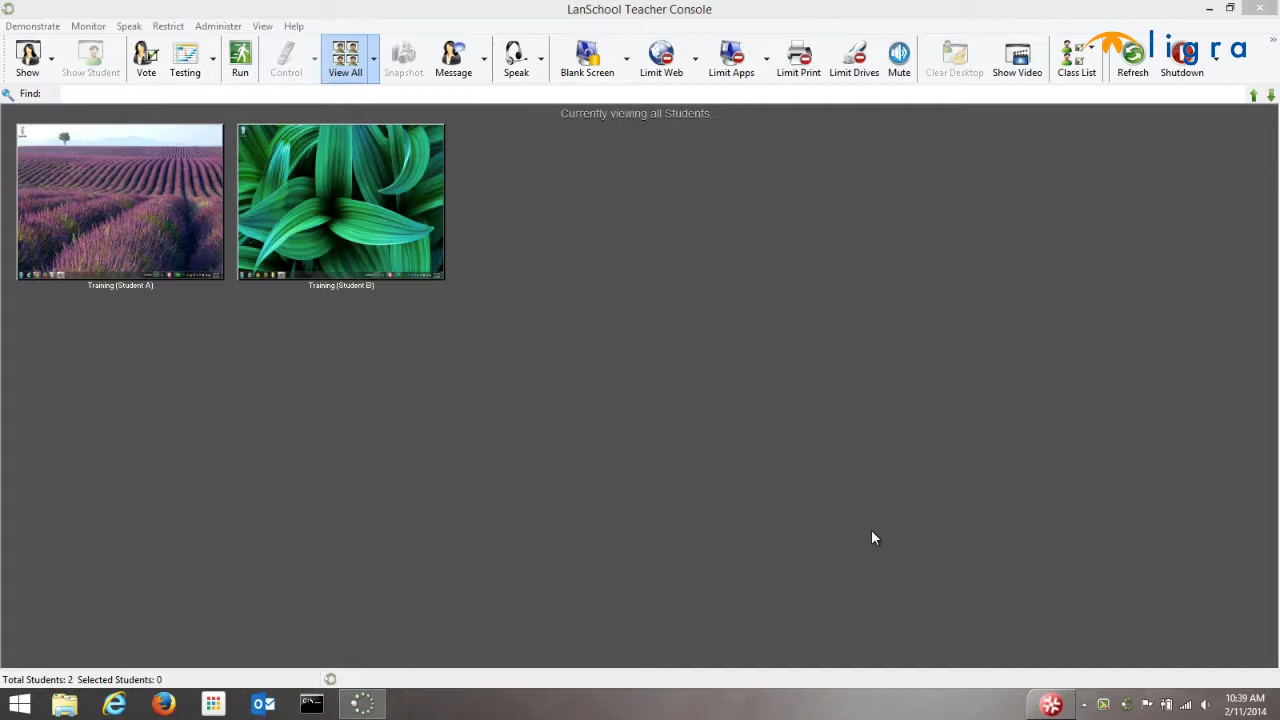 LanSchool Teacher Console
Demonstrate Monitor Speak Restrict Administer View Help
Show Show Student Vote Testing Run Control View All Snapshot Message Speak Blank Screen Limit Web Limit Apps Limit Print Limit Drives Mute Clear Desktop Show Video Class List Refresh Shutdown
ligra
Find:
Currently viewing all Students...
Training (Student A) Training (Student B)
Total Students: 2 Selected Students: 0
10:39 AM
2/11/2014